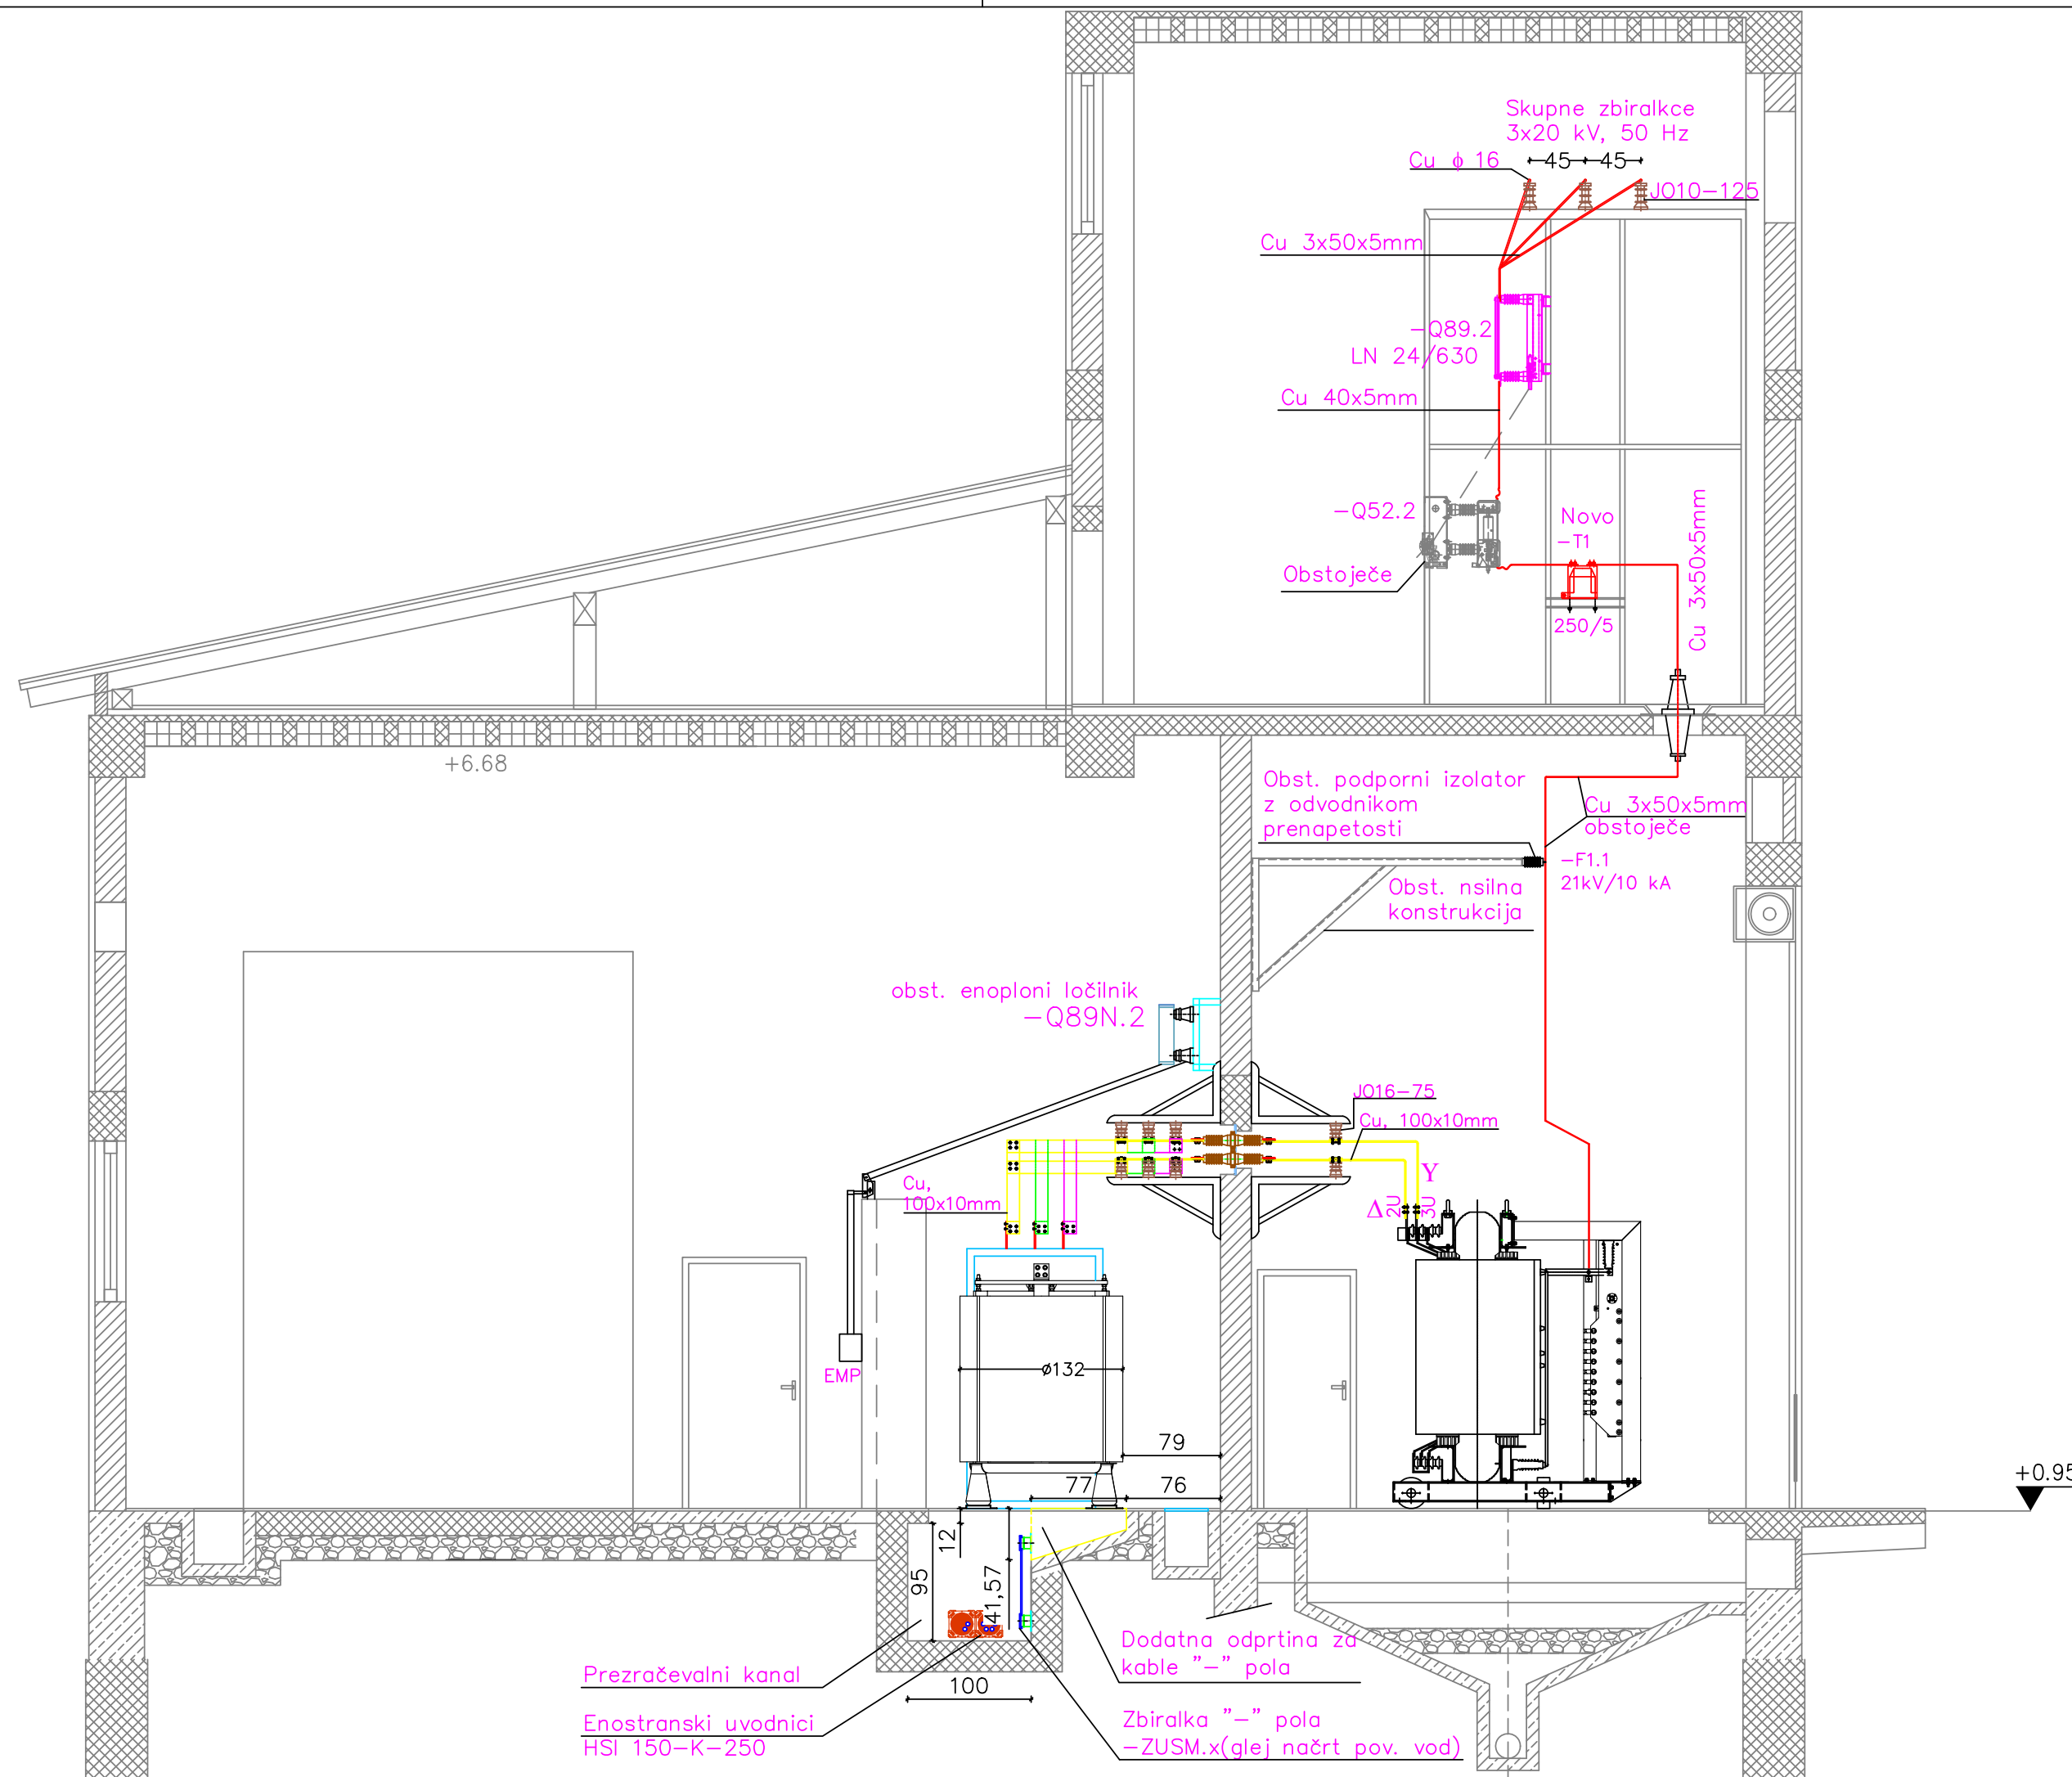 Skupne zbiralkce
3x20 kV, 50 Hz
Cu ϕ 16
45
45
JO10-125
Cu 3x50x5mm
-Q89.2
LN 24/630
Cu 40x5mm
-Q52.2
Novo
-T1
Cu 3x50x5mm
Obstoječe
250/5
+6.68
Obst. podporni izolator
z odvodnikom
prenapetosti
Cu 3x50x5mm
obstoječe
-F1.1
21kV/10 kA
Obst. nsilna
konstrukcija
obst. enoploni ločilnik
-Q89N.2
JO16-75
Cu, 100x10mm
Y
Cu,
100x10mm
Δ
2U
3U
EMP
ø132
79
77
76
+0.95
12
95
41,57
Dodatna odprtina za
kable "-" pola
Prezračevalni kanal
100
Enostranski uvodnici
HSI 150-K-250
Zbiralka "-" pola
-ZUSM.x(glej načrt pov. vod)